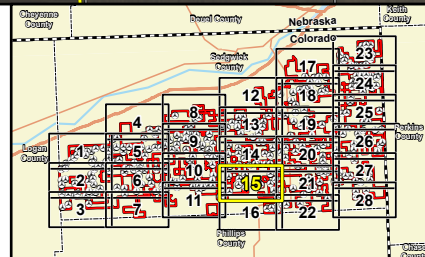 Cheyenne
County
Deuel County
Keith
County
Nebraska
Colorado
Sedgwick
County
23
17
24
12
18
8
25
4
13
19
Perkins
County
9
26
Logan
County
1
5
14
20
10
27
2
6
15
21
28
11
3
7
16
22
Phillips
County